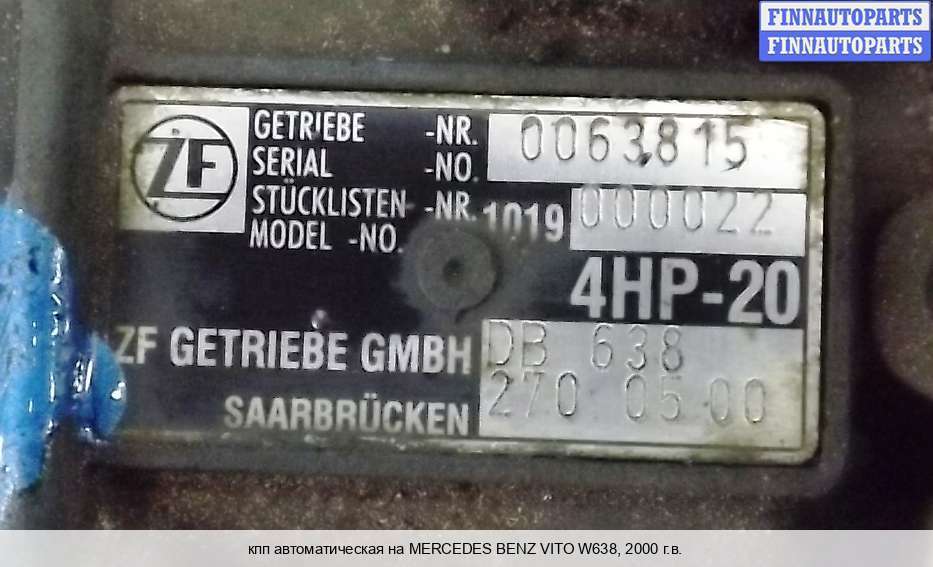 FINNAUTOPARTS
FINNAUTOPARTS
ZF
GETRIEBE -NR. 0063815
SERIAL -NO.
STÜCKLISTEN -NR. 1019 000022
MODEL -NO.
4HP-20
ZF GETRIEBE GMBH DB 638
SAARBRÜCKEN 270 05 00
кпп автоматическая на MERCEDES BENZ VITO W638, 2000 г.в.